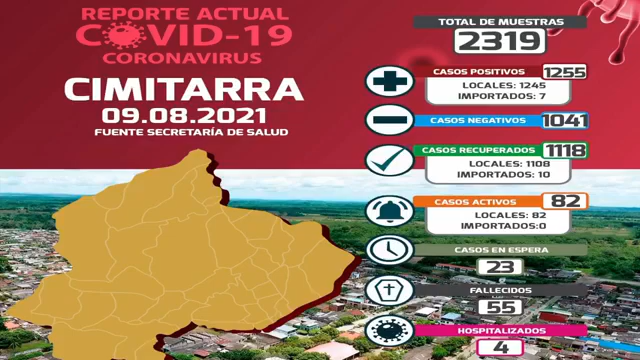 REPORTE ACTUAL
COVID-19
CORONAVIRUS
CIMITARRA
09.08.2021
FUENTE SECRETARÍA DE SALUD
TOTAL DE MUESTRAS
2319
CASOS POSITIVOS 1255
LOCALES: 1245
IMPORTADOS: 7
CASOS NEGATIVOS 1041
CASOS RECUPERADOS 1118
LOCALES: 1108
IMPORTADOS: 10
CASOS ACTIVOS 82
LOCALES: 82
IMPORTADOS:0
CASOS EN ESPERA
23
FALLECIDOS
55
HOSPITALIZADOS
4